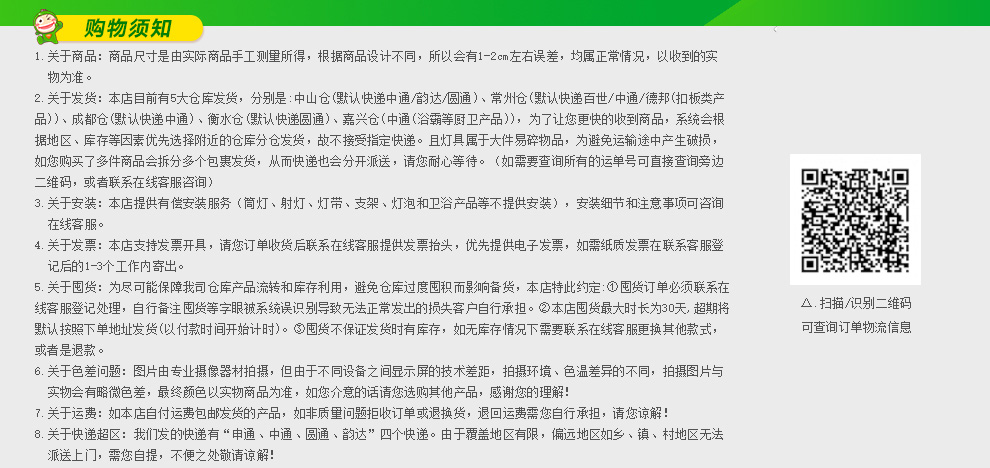 购物须知
1. 关于商品：商品尺寸是由实际商品手工测量所得，根据商品设计不同，所以会有1-2cm左右误差，均属正常情况，以收到的实
物为准。
2. 关于发货：本店目前有5大仓库发货，分别是:中山仓(默认快递中通/韵达/圆通)、常州仓(默认快递百世/中通/德邦(扣板类产
品))、成都仓(默认快递中通)、衡水仓(默认快递圆通)、嘉兴仓(中通(浴霸等厨卫产品))，为了让您更快的收到商品，系统会根
据地区、库存等因素优先选择附近的仓库分仓发货，故不接受指定快递。且灯具属于大件易碎物品，为避免运输途中产生破损，
如您购买了多件商品会拆分多个包裹发货，从而快递也会分开派送，请您耐心等待。（如需要查询所有的运单号可直接查询旁边
二维码，或者联系在线客服咨询）
3. 关于安装：本店提供有偿安装服务（筒灯、射灯、灯带、支架、灯泡和卫浴产品等不提供安装），安装细节和注意事项可咨询
在线客服。
4. 关于发票：本店支持发票开具，请您订单收货后联系在线客服提供发票抬头，优先提供电子发票，如需纸质发票在联系客服登
记后的1-3个工作内寄出。
5. 关于囤货：为尽可能保障我司仓库产品流转和库存利用，避免仓库过度囤积而影响备货，本店特此约定:①囤货订单必须联系在
线客服登记处理，自行备注囤货等字眼被系统误识别导致无法正常发出的损失客户自行承担。②本店囤货最大时长为30天，超期将
默认按照下单地址发货(以付款时间开始计时)。③囤货不保证发货时有库存，如无库存情况下需要联系在线客服更换其他款式，
或者是退款。
6. 关于色差问题：图片由专业摄像器材拍摄，但由于不同设备之间显示屏的技术差距，拍摄环境、色温差异的不同，拍摄图片与
实物会有略微色差，最终颜色以实物商品为准，如您介意的话请您选购其他产品，感谢您的理解！
7. 关于运费：如本店自付运费包邮发货的产品，如非质量问题拒收订单或退换货，退回运费需您自行承担，请您谅解！
8. 关于快递超区：我们发的快递有“申通、中通、圆通、韵达”四个快递。由于覆盖地区有限，偏远地区如乡、镇、村地区无法
派送上门，需您自提，不便之处敬请谅解！
△. 扫描/识别二维码
可查询订单物流信息